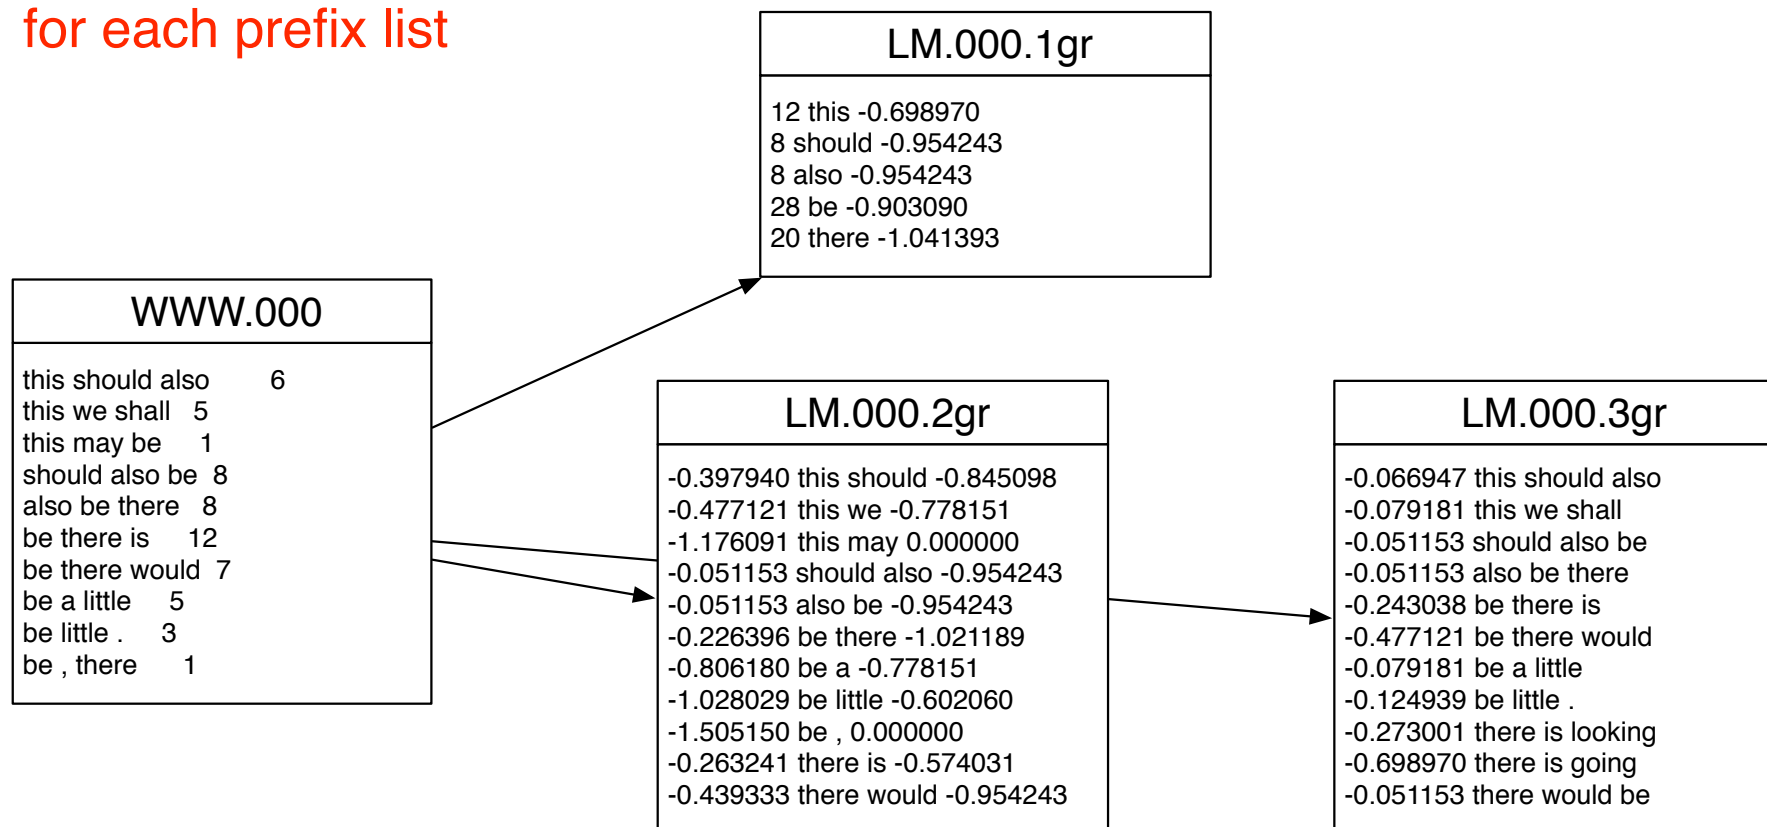 for each prefix list
LM.000.1gr
12 this -0.698970
8 should -0.954243
8 also -0.954243
28 be -0.903090
20 there -1.041393
WWW.000
this should also 6
this we shall 5
this may be 1
should also be 8
also be there 8
be there is 12
be there would 7
be a little 5
be little . 3
be , there 1
LM.000.2gr
-0.397940 this should -0.845098
-0.477121 this we -0.778151
-1.176091 this may 0.000000
-0.051153 should also -0.954243
-0.051153 also be -0.954243
-0.226396 be there -1.021189
-0.806180 be a -0.778151
-1.028029 be little -0.602060
-1.505150 be , 0.000000
-0.263241 there is -0.574031
-0.439333 there would -0.954243
LM.000.3gr
-0.066947 this should also
-0.079181 this we shall
-0.051153 should also be
-0.051153 also be there
-0.243038 be there is
-0.477121 be there would
-0.079181 be a little
-0.124939 be little .
-0.273001 there is looking
-0.698970 there is going
-0.051153 there would be